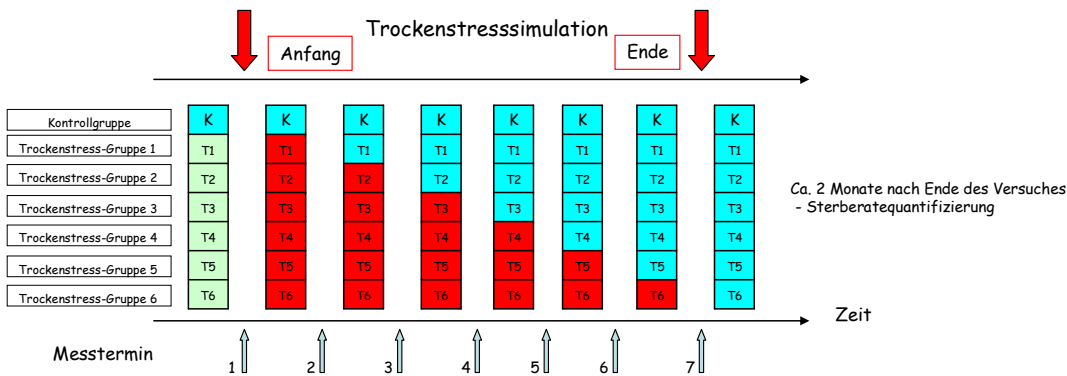 Trockenstresssimulation
Anfang
Ende
Kontrollgruppe K K K K K K K K
Trockenstress-Gruppe 1 T1 T1 T1 T1 T1 T1 T1 T1
Trockenstress-Gruppe 2 T2 T2 T2 T2 T2 T2 T2 T2
Trockenstress-Gruppe 3 T3 T3 T3 T3 T3 T3 T3 T3
Trockenstress-Gruppe 4 T4 T4 T4 T4 T4 T4 T4 T4
Trockenstress-Gruppe 5 T5 T5 T5 T5 T5 T5 T5 T5
Trockenstress-Gruppe 6 T6 T6 T6 T6 T6 T6 T6 T6
Ca. 2 Monate nach Ende des Versuches
- Sterberatequantifizierung
Zeit
Messtermin 1 2 3 4 5 6 7